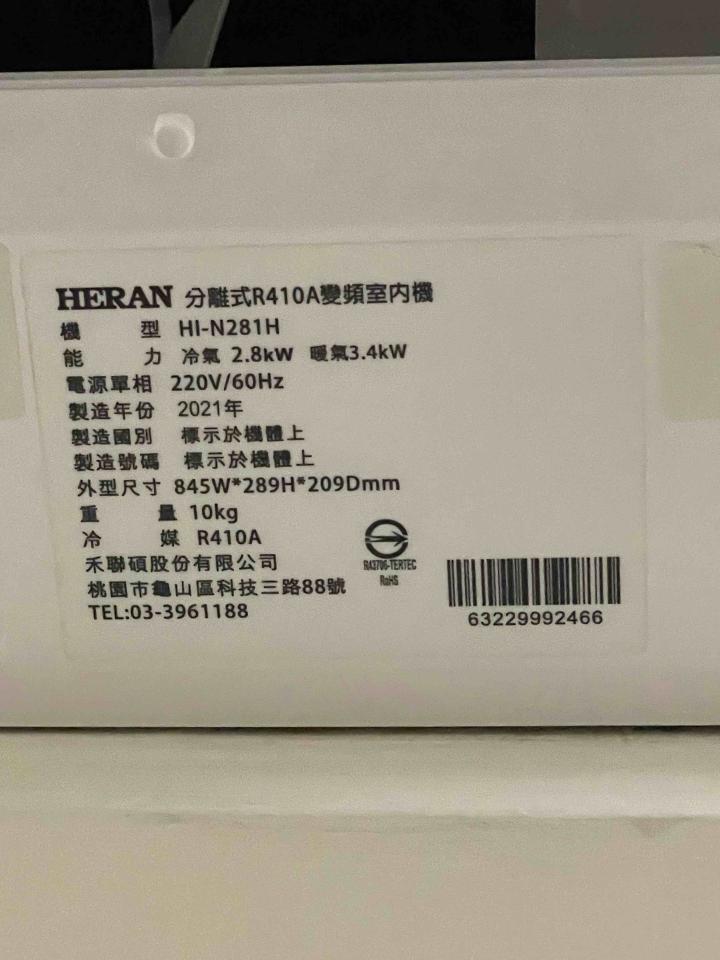 HERAN 分離式R410A變頻室內機
機 型 HI-N281H
能 力 冷氣 2.8kW 暖氣3.4kW
電源單相 220V/60Hz
製造年份 2021年
製造國別 標示於機體上
製造號碼 標示於機體上
外型尺寸 845W*289H*209Dmm
重 量 10kg
冷 媒 R410A
禾聯碩股份有限公司
桃園市龜山區科技三路88號
TEL:03-3961188
R43706-TERTEC
RoHS
63229992466